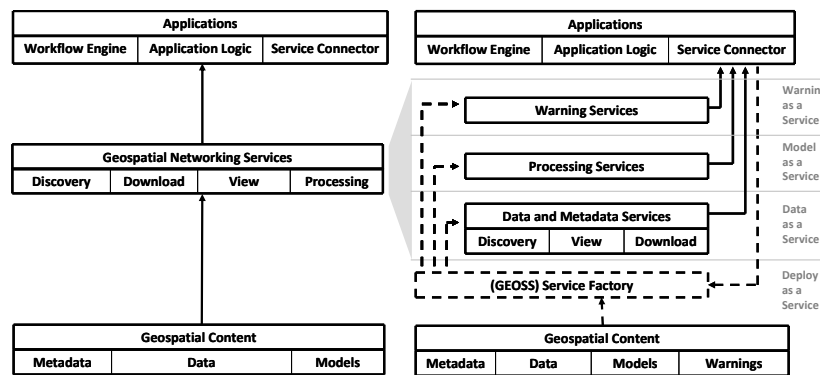 Applications
Workflow Engine Application Logic Service Connector
Geospatial Networking Services
Discovery Download View Processing
Geospatial Content
Metadata Data Models
Applications
Workflow Engine Application Logic Service Connector
Warning Services
Processing Services
Data and Metadata Services
Discovery View Download
(GEOSS) Service Factory
Geospatial Content
Metadata Data Models Warnings
Warnin
as a
Service
Model
as a
Service
Data
as a
Service
Deploy
as a
Service